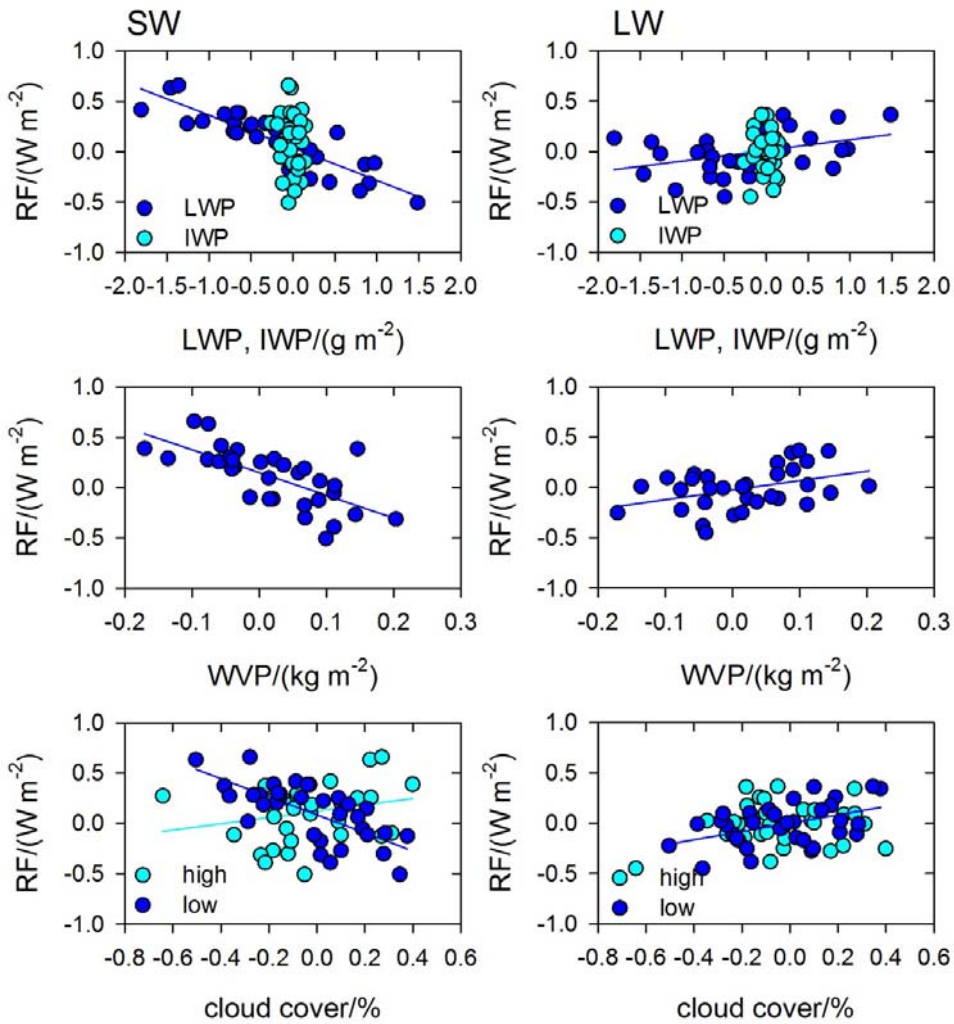 SW
LW
1.0
0.5
0.0
-0.5
-1.0
RF/(W m-2)
LWP
IWP
-2.0 -1.5 -1.0 -0.5 0.0 0.5 1.0 1.5 2.0
LWP, IWP/(g m-2)
1.0
0.5
0.0
-0.5
-1.0
RF/(W m-2)
LWP
IWP
-2.0 -1.5 -1.0 -0.5 0.0 0.5 1.0 1.5 2.0
LWP, IWP/(g m-2)
1.0
0.5
0.0
-0.5
-1.0
RF/(W m-2)
-0.2 -0.1 0.0 0.1 0.2 0.3
WVP/(kg m-2)
1.0
0.5
0.0
-0.5
-1.0
RF/(W m-2)
-0.2 -0.1 0.0 0.1 0.2 0.3
WVP/(kg m-2)
1.0
0.5
0.0
-0.5
-1.0
RF/(W m-2)
high
low
-0.8 -0.6 -0.4 -0.2 0.0 0.2 0.4 0.6
cloud cover/%
1.0
0.5
0.0
-0.5
-1.0
RF/(W m-2)
high
low
-0.8 -0.6 -0.4 -0.2 0.0 0.2 0.4 0.6
cloud cover/%